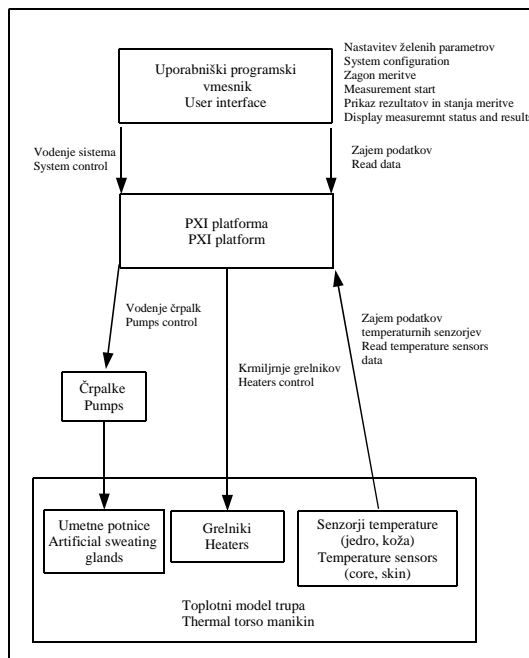 Uporabniški programski
vmesnik
User interface
Nastavitev želenih parametrov
System configuration
Zagon meritve
Measurement start
Prikaz rezultatov in stanja meritve
Display measuremnt status and results
Vodenje sistema
System control
Zajem podatkov
Read data
PXI platforma
PXI platform
Vodenje črpalk
Pumps control
Zajem podatkov
temperaturnih senzorjev
Read temperature sensors
data
Krmiljrnje grelnikov
Heaters control
Črpalke
Pumps
Umetne potnice
Artificial sweating
glands
Grelniki
Heaters
Senzorji temperature
(jedro, koža)
Temperature sensors
(core, skin)
Toplotni model trupa
Thermal torso manikin